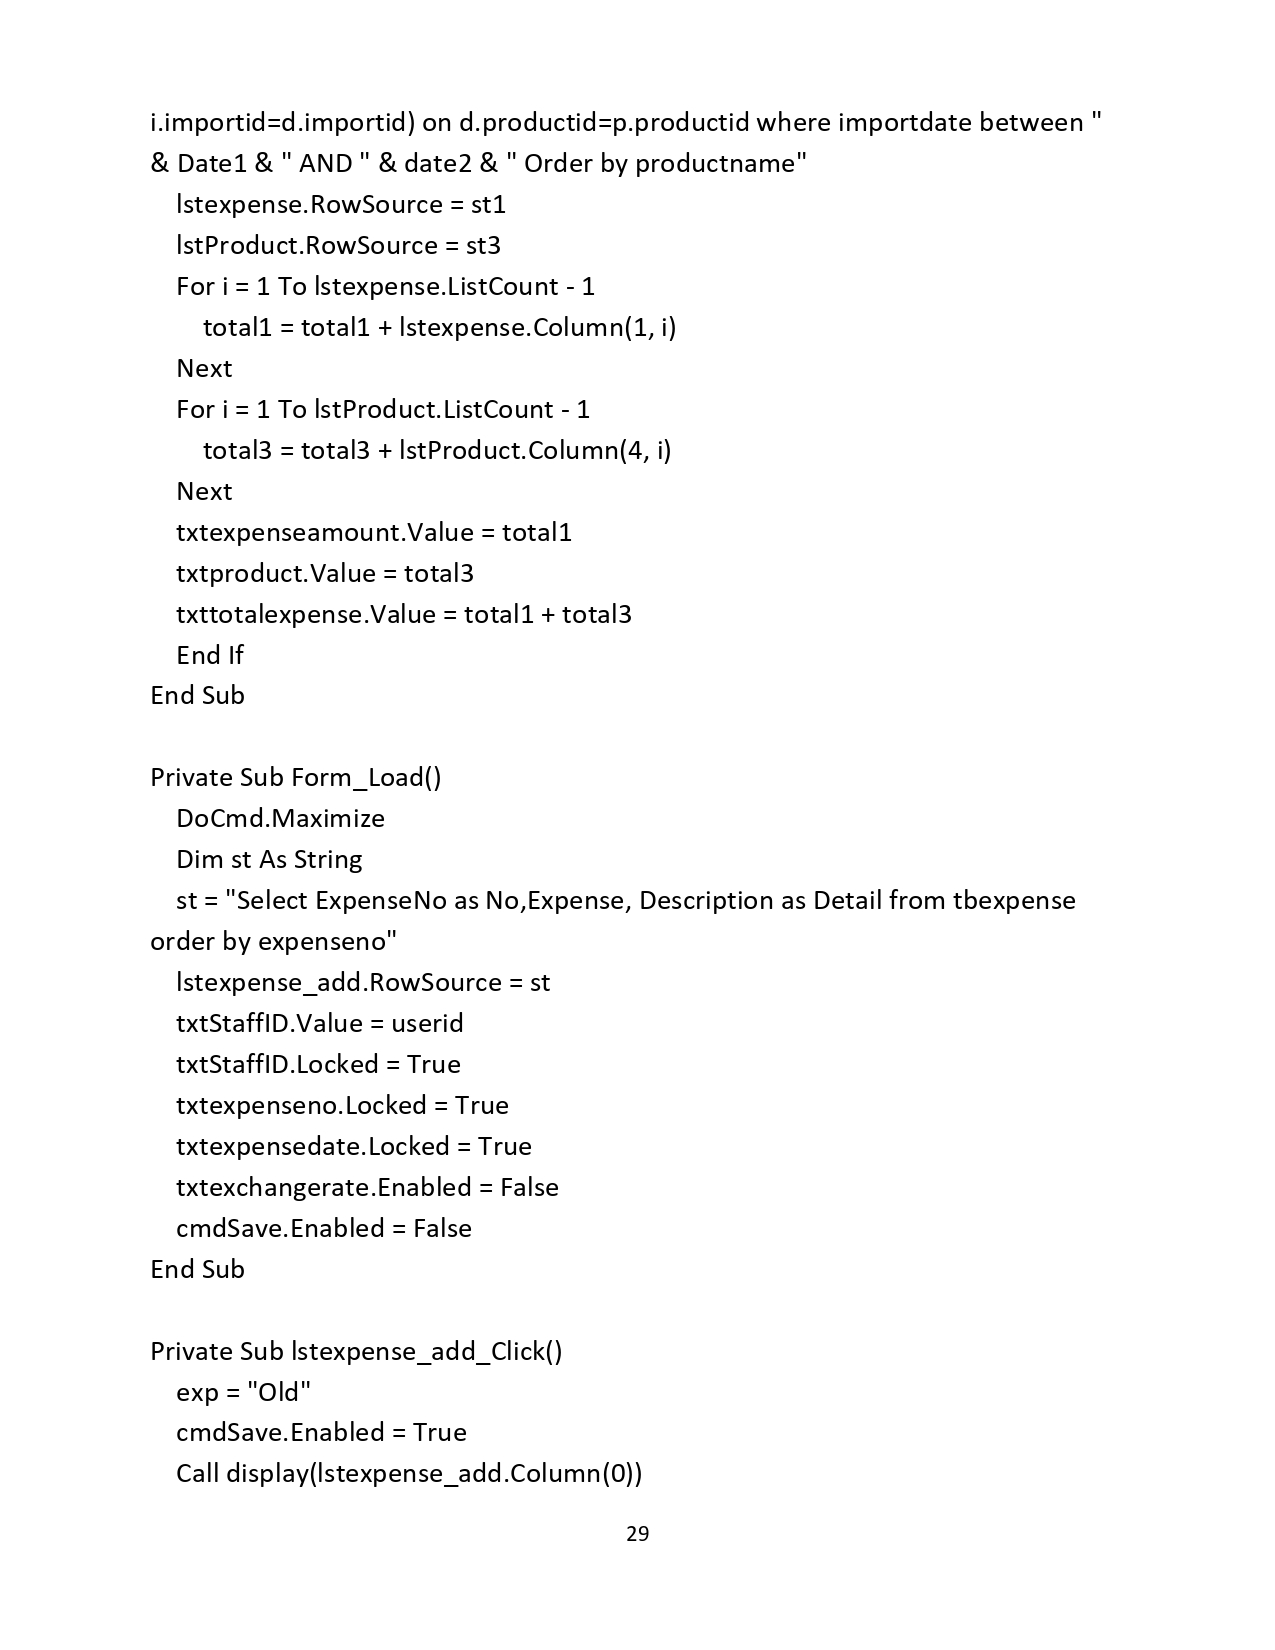 i.importid=d.importid) on d.productid=p.productid where importdate between "
& Date1 & " AND " & date2 & " Order by productname"
lstexpense.RowSource = st1
lstProduct.RowSource = st3
For i = 1 To lstexpense.ListCount - 1
total1 = total1 + lstexpense.Column(1, i)
Next
For i = 1 To lstProduct.ListCount - 1
total3 = total3 + lstProduct.Column(4, i)
Next
txtexpenseamount.Value = total1
txtproduct.Value = total3
txttotalexpense.Value = total1 + total3
End If
End Sub
Private Sub Form_Load()
DoCmd.Maximize
Dim st As String
st = "Select ExpenseNo as No,Expense, Description as Detail from tbexpense
order by expenseno"
lstexpense_add.RowSource = st
txtStaffID.Value = userid
txtStaffID.Locked = True
txtexpenseno.Locked = True
txtexpensedate.Locked = True
txtexchangerate.Enabled = False
cmdSave.Enabled = False
End Sub
Private Sub lstexpense_add_Click()
exp = "Old"
cmdSave.Enabled = True
Call display(lstexpense_add.Column(0))
29